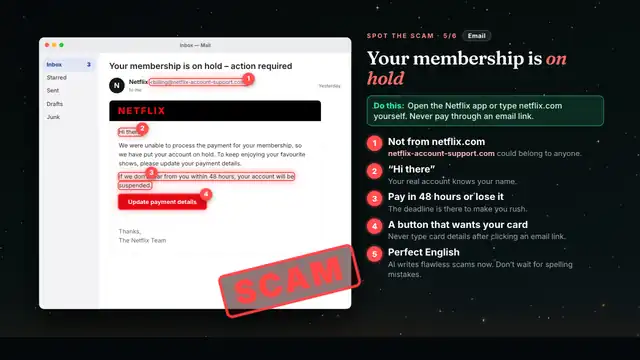 Inbox — Mail
Inbox 3
Starred
Sent
Drafts
Junk
Your membership is on hold – action required
N
Netflix <billing@netflix-account-support.com>
1
to me
Yesterday
NETFLIX
Hi there,
2
We were unable to process the payment for your membership, so
we have put your account on hold. To keep enjoying your favourite
shows, please update your payment details.
3
If we don't hear from you within 48 hours, your account will be
suspended.
4
Update payment details
Thanks,
The Netflix Team
SCAM
SPOT THE SCAM · 5/6 Email
Your membership is on
hold
Do this: Open the Netflix app or type netflix.com
yourself. Never pay through an email link.
1 Not from netflix.com
netflix-account-support.com could belong to anyone.
2 “Hi there”
Your real account knows your name.
3 Pay in 48 hours or lose it
The deadline is there to make you rush.
4 A button that wants your card
Never type card details after clicking an email link.
5 Perfect English
AI writes flawless scams now. Don't wait for spelling
mistakes.